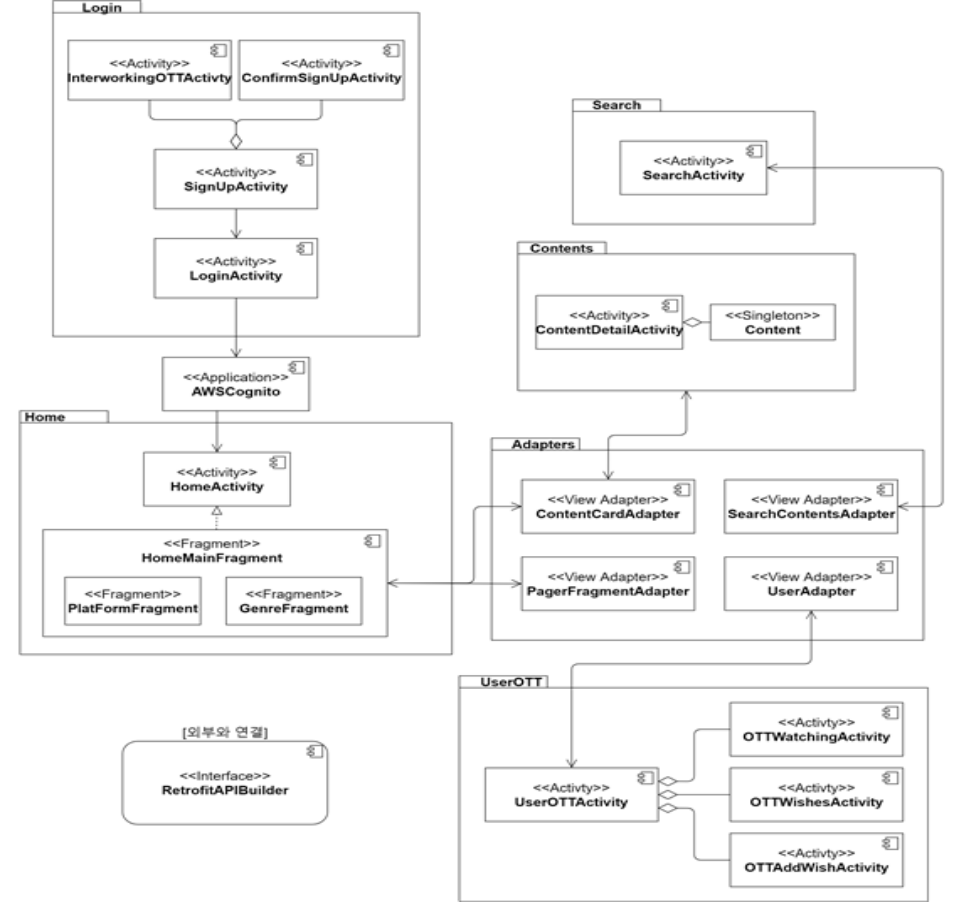 Login
<<Activity>>
InterworkingOTTActivty
<<Activity>>
ConfirmSignUpActivity
<<Activity>>
SignUpActivity
<<Activity>>
LoginActivity
<<Application>>
AWSCognito
Home
<<Activity>>
HomeActivity
<<Fragment>>
HomeMainFragment
<<Fragment>>
PlatFormFragment
<<Fragment>>
GenreFragment
[외부와 연결]
<<Interface>>
RetrofitAPIBuilder
Search
<<Activity>>
SearchActivity
Contents
<<Activity>>
ContentDetailActivity
<<Singleton>>
Content
Adapters
<<View Adapter>>
ContentCardAdapter
<<View Adapter>>
SearchContentsAdapter
<<View Adapter>>
PagerFragmentAdapter
<<View Adapter>>
UserAdapter
UserOTT
<<Activty>>
UserOTTActivity
<<Activty>>
OTTWatchingActivity
<<Activty>>
OTTWishesActivity
<<Activty>>
OTTAddWishActivity